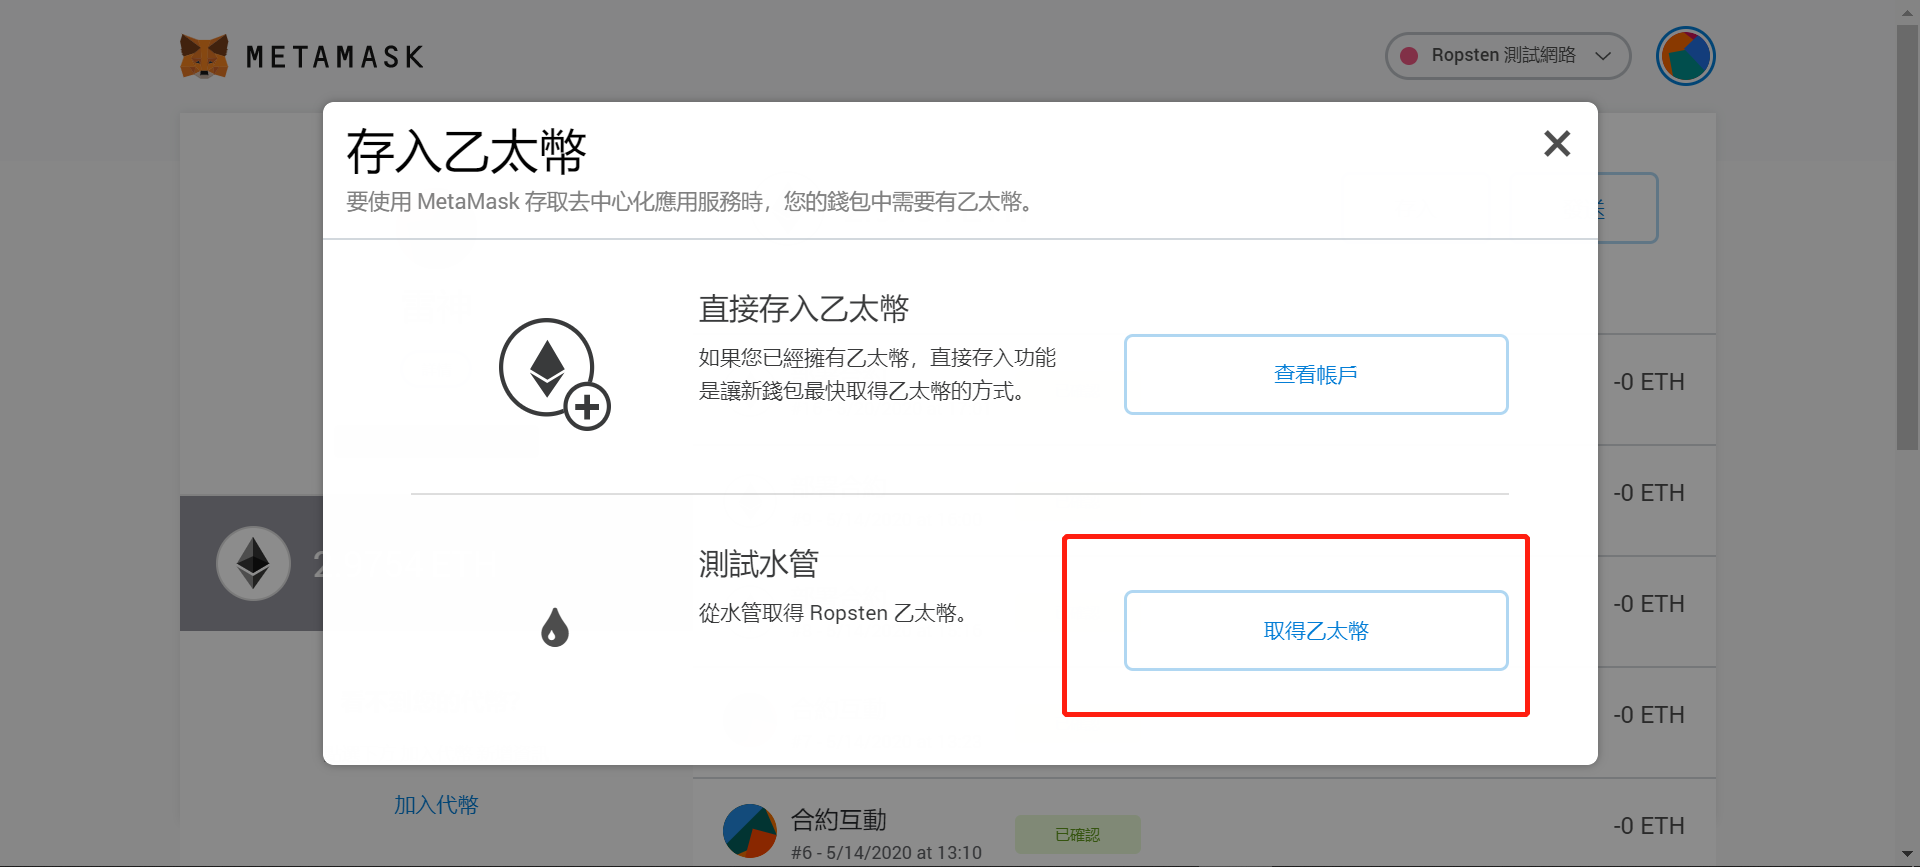 METAMASK
Ropsten 測試網路
存入乙太幣
要使用 MetaMask 存取去中心化應用服務時，您的錢包中需要有乙太幣。
直接存入乙太幣
如果您已經擁有乙太幣，直接存入功能
是讓新錢包最快取得乙太幣的方式。
查看帳戶
-0 ETH
-0 ETH
測試水管
從水管取得 Ropsten 乙太幣。
取得乙太幣
-0 ETH
-0 ETH
加入代幣
合約互動
已確認
-0 ETH
#6 - 5/14/2020 at 13:10